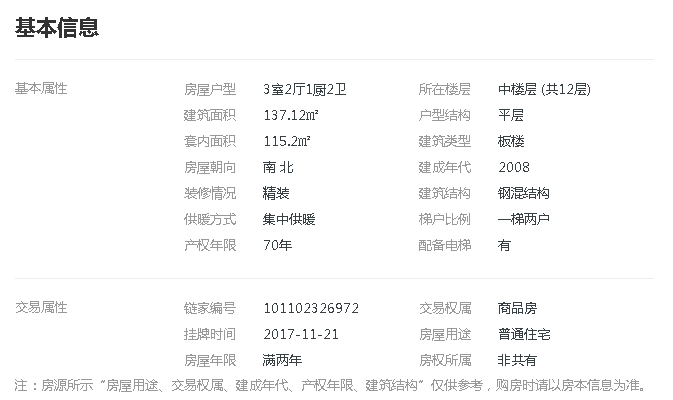 基本信息
基本属性 房屋户型 3室2厅1厨2卫 所在楼层 中楼层 (共12层)
建筑面积 137.12㎡ 户型结构 平层
套内面积 115.2㎡ 建筑类型 板楼
房屋朝向 南 北 建成年代 2008
装修情况 精装 建筑结构 钢混结构
供暖方式 集中供暖 梯户比例 一梯两户
产权年限 70年 配备电梯 有
交易属性 链家编号 101102326972 交易权属 商品房
挂牌时间 2017-11-21 房屋用途 普通住宅
房屋年限 满两年 房权所属 非共有
注：房源所示“房屋用途、交易权属、建成年代、产权年限、建筑结构”仅供参考，购房时请以房本信息为准。